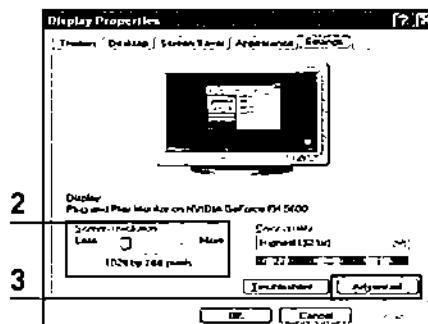 Display Properties
Themes Desktop Screen Saver Appearance Settings
Display
Plug and Play Monitor on NVIDIA GeForce FX 5600
2
Screen resolution
Less More
1024 by 768 pixels
Color quality
Highest (32 bit)
3
Troubleshoot Advanced
OK Cancel